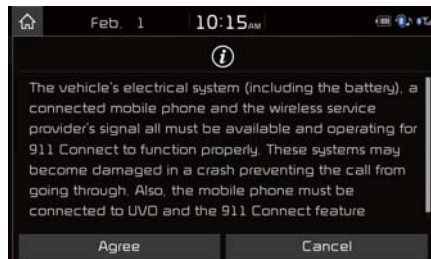 Feb. 1 10:15AM
The vehicle's electrical system (including the battery), a
connected mobile phone and the wireless service
provider's signal all must be available and operating for
911 Connect to function properly. These systems may
become damaged in a crash preventing the call from
going through. Also, the mobile phone must be
connected to UVO and the 911 Connect feature
Agree Cancel